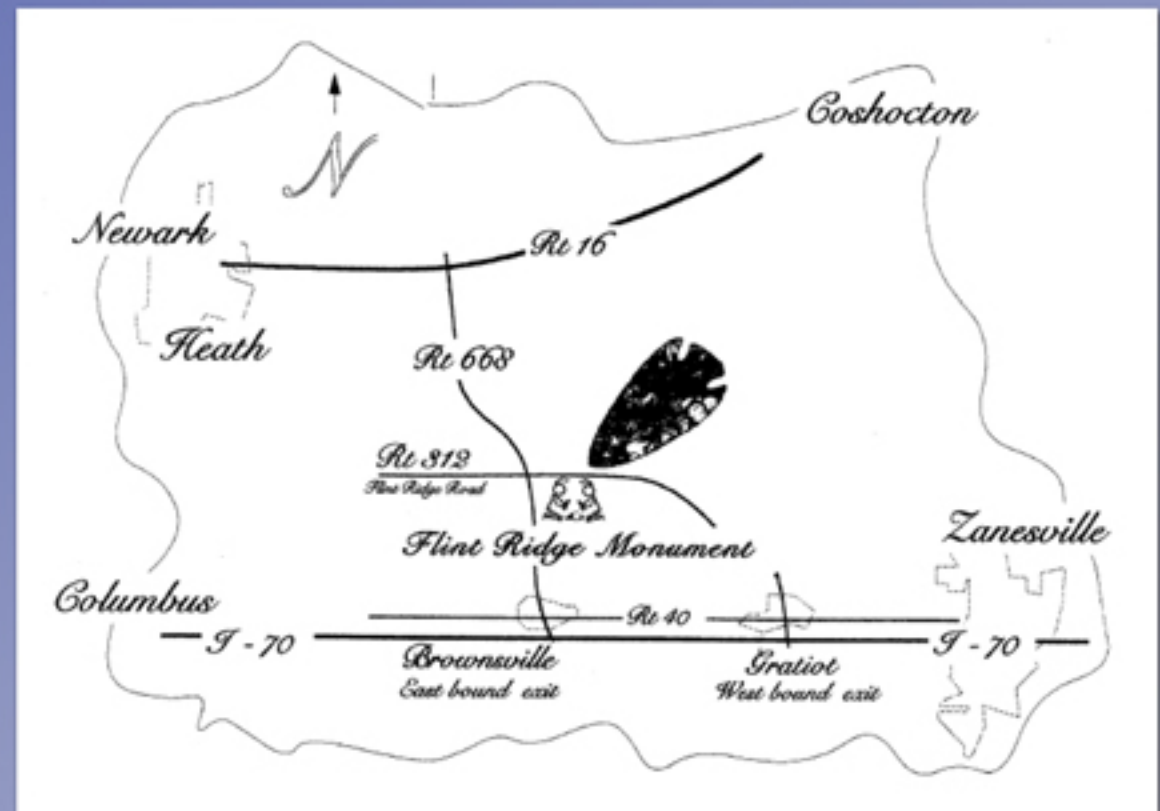 Coshocton
N
Newark
Rt 16
Heath
Rt 668
Rt 312
Flint Ridge Road
Flint Ridge Monument
Zanesville
Columbus
Rt 40
I - 70
I - 70
Brownsville
East bound exit
Gratiot
West bound exit